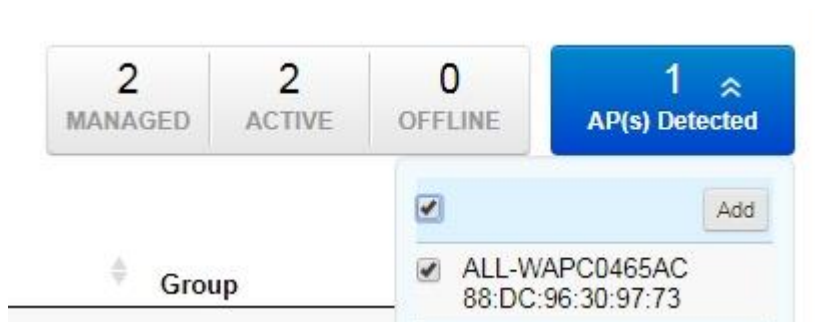 2 2 0 1
MANAGED ACTIVE OFFLINE AP(s) Detected
Add
ALL-WAPC0465AC
88:DC:96:30:97:73
Group